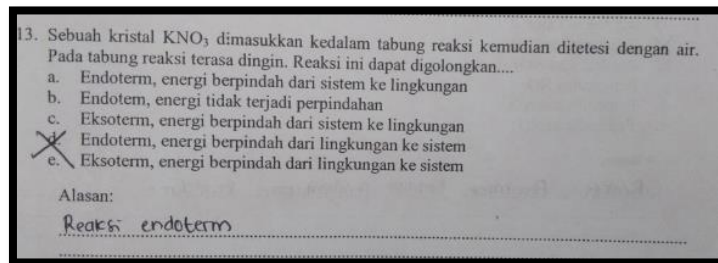 13. Sebuah kristal KNO₃ dimasukkan kedalam tabung reaksi kemudian ditetesi dengan air.
Pada tabung reaksi terasa dingin. Reaksi ini dapat digolongkan....
a. Endoterm, energi berpindah dari sistem ke lingkungan
b. Endotem, energi tidak terjadi perpindahan
c. Eksoterm, energi berpindah dari sistem ke lingkungan
d. Endoterm, energi berpindah dari lingkungan ke sistem
e. Eksoterm, energi berpindah dari lingkungan ke sistem
Alasan:
Reaksi endoterm